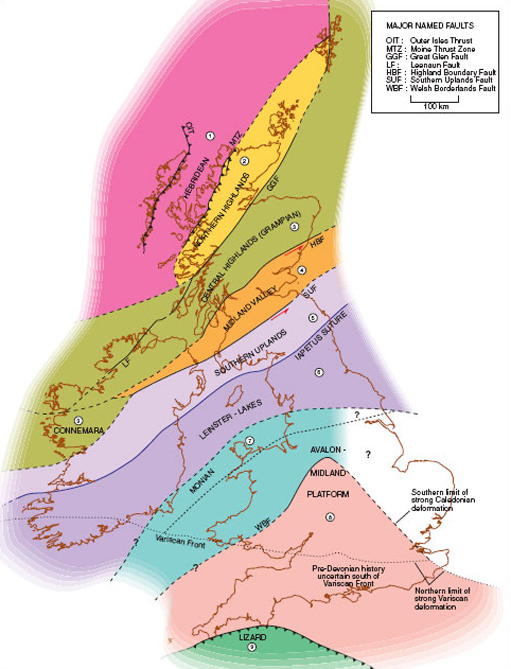 MAJOR NAMED FAULTS
OIT : Outer Isles Thrust
MTZ : Moine Thrust Zone
GGF : Great Glen Fault
LF : Leenaun Fault
HBF : Highland Boundary Fault
SUF : Southern Uplands Fault
WBF : Welsh Borderlands Fault
100 km
OIT
1
MTZ
HEBRIDEAN
2
NORTHERN HIGHLANDS
GGF
CENTRAL HIGHLANDS (GRAMPIAN)
3
HBF
4
MIDLAND VALLEY
SUF
5
SOUTHERN UPLANDS
IAPETUS SUTURE
LF
6
LEINSTER - LAKES
CONNEMARA
?
7
MONIAN
AVALON -
?
MIDLAND
PLATFORM
8
WBF
Southern limit of
strong Caledonian
deformation
?
Variscan Front
?
Pre-Devonian history
uncertain south of
Variscan Front
Northern limit of
strong Variscan
deformation
LIZARD
9